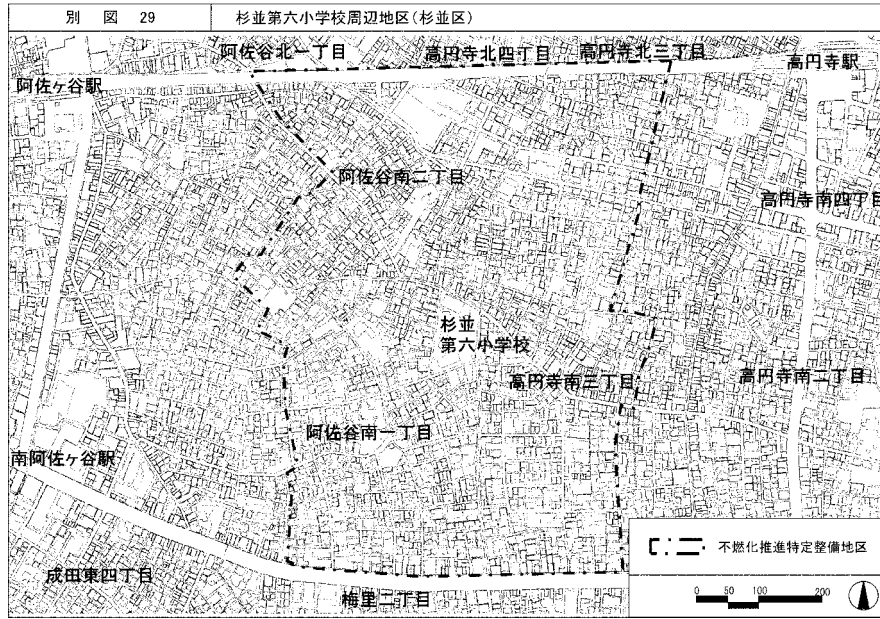 別図 29
杉並第六小学校周辺地区(杉並区)
阿佐谷北一丁目
高円寺北四丁目
高円寺北三丁目
高円寺駅
阿佐ヶ谷駅
阿佐谷南二丁目
高円寺南四丁目
杉並
第六小学校
高円寺南三丁目
高円寺南二丁目
阿佐谷南一丁目
南阿佐ヶ谷駅
成田東四丁目
梅里二丁目
不燃化推進特定整備地区
0 50 100 200